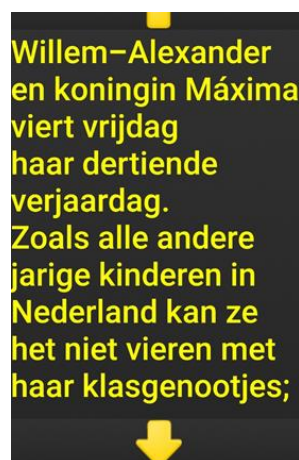 Willem–Alexander
en koningin Máxima
viert vrijdag
haar dertiende
verjaardag.
Zoals alle andere
jarige kinderen in
Nederland kan ze
het niet vieren met
haar klasgenootjes;